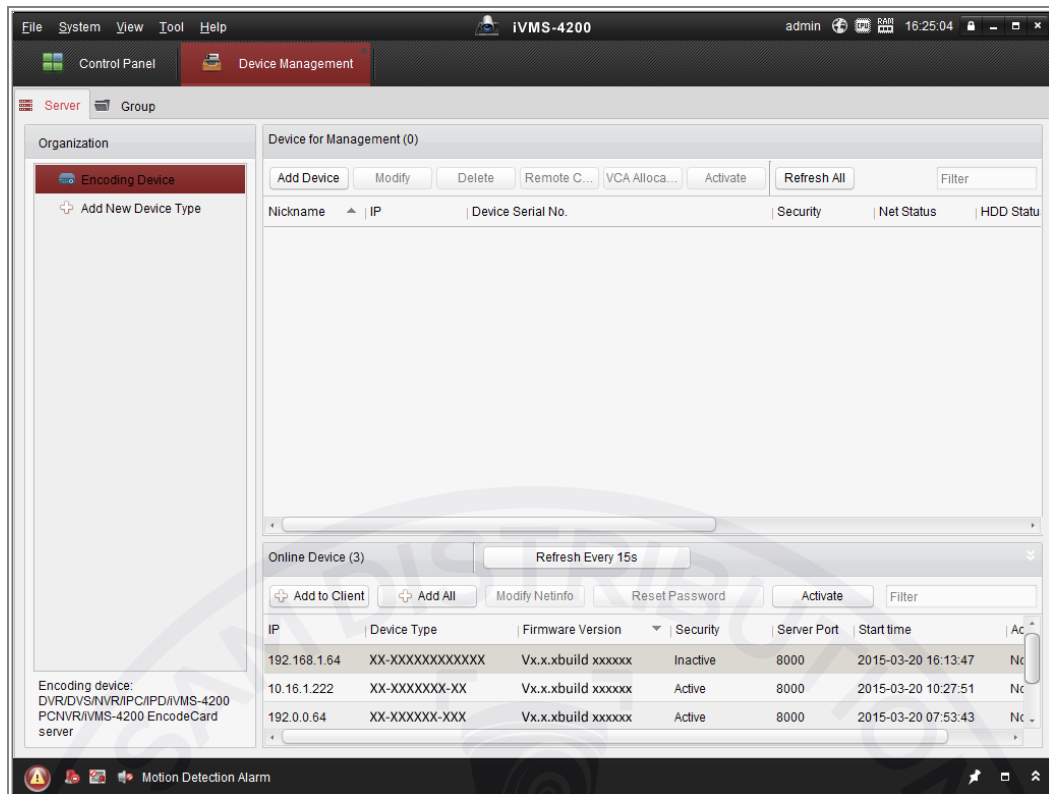 File System View Tool Help iVMS-4200 admin CPU RAM 16:25:04
Control Panel Device Management
Server Group
Organization
Encoding Device
Add New Device Type
Encoding device:
DVR/DVS/NVR/IPC/IPD/iVMS-4200
PCNVR/iVMS-4200 EncodeCard
server
Device for Management (0)
Add Device Modify Delete Remote C... VCA Alloca... Activate Refresh All Filter
Nickname IP Device Serial No. Security Net Status HDD Statu
Online Device (3) Refresh Every 15s
Add to Client Add All Modify Netinfo Reset Password Activate Filter
IP Device Type Firmware Version Security Server Port Start time Ac
192.168.1.64 XX-XXXXXXXXXXXX Vx.x.xbuild xxxxxx Inactive 8000 2015-03-20 16:13:47 Nc
10.16.1.222 XX-XXXXXXX-XX Vx.x.xbuild xxxxxx Active 8000 2015-03-20 10:27:51 Nc
192.0.0.64 XX-XXXXXX-XXX Vx.x.xbuild xxxxxx Active 8000 2015-03-20 07:53:43 Nc
Motion Detection Alarm